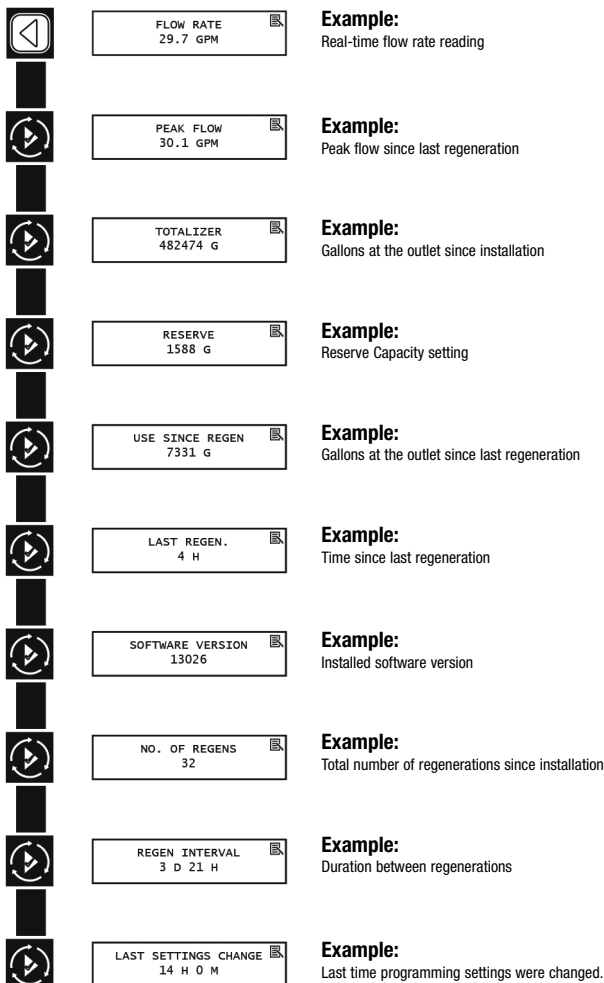 FLOW RATE
29.7 GPM
Example:
Real-time flow rate reading
PEAK FLOW
30.1 GPM
Example:
Peak flow since last regeneration
TOTALIZER
482474 G
Example:
Gallons at the outlet since installation
RESERVE
1588 G
Example:
Reserve Capacity setting
USE SINCE REGEN
7331 G
Example:
Gallons at the outlet since last regeneration
LAST REGEN.
4 H
Example:
Time since last regeneration
SOFTWARE VERSION
13026
Example:
Installed software version
NO. OF REGENS
32
Example:
Total number of regenerations since installation
REGEN INTERVAL
3 D 21 H
Example:
Duration between regenerations
LAST SETTINGS CHANGE
14 H 0 M
Example:
Last time programming settings were changed.